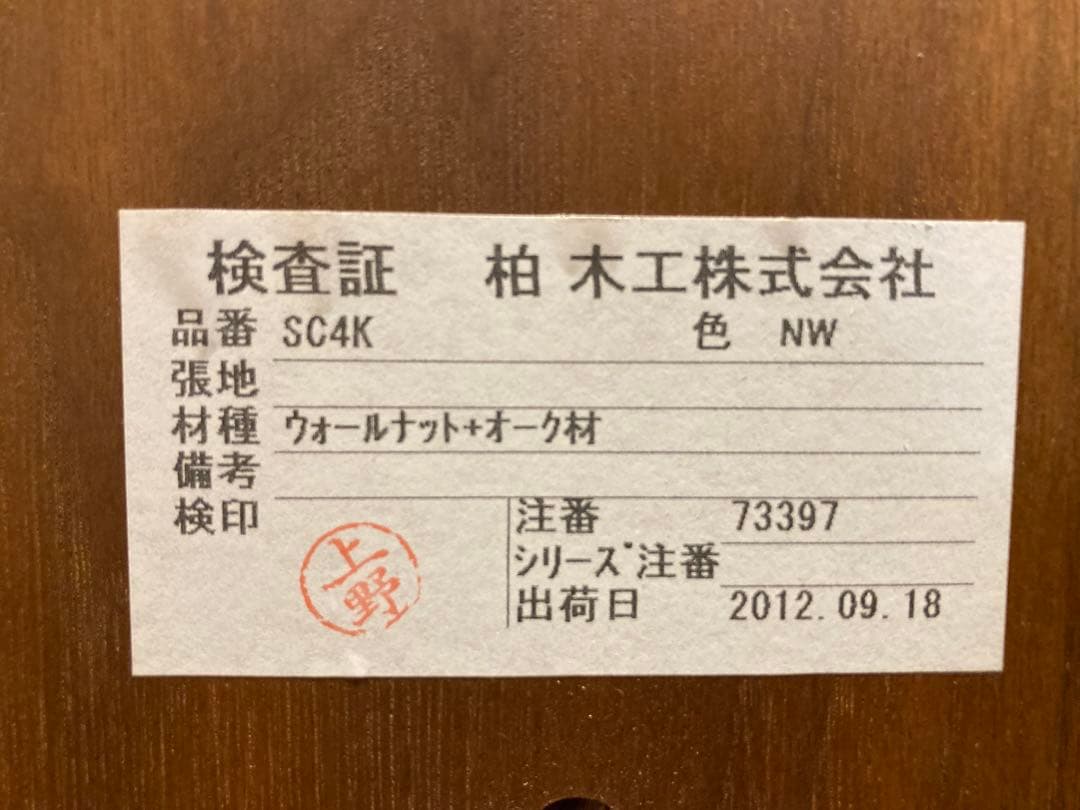 検査証 柏木工株式会社
品番 SC4K 色 NW
張地
材種 ウォールナット+オーク材
備考
検印
上野
注番 73397
シリーズ注番
出荷日 2012.09.18